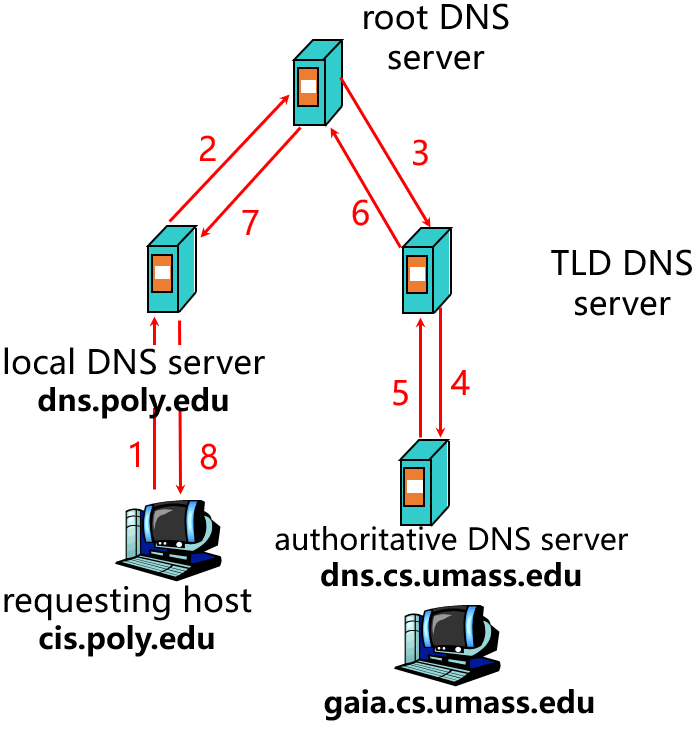 root DNS
server
2
3
7
6
TLD DNS
server
local DNS server
dns.poly.edu
5
4
1
8
authoritative DNS server
dns.cs.umass.edu
requesting host
cis.poly.edu
gaia.cs.umass.edu